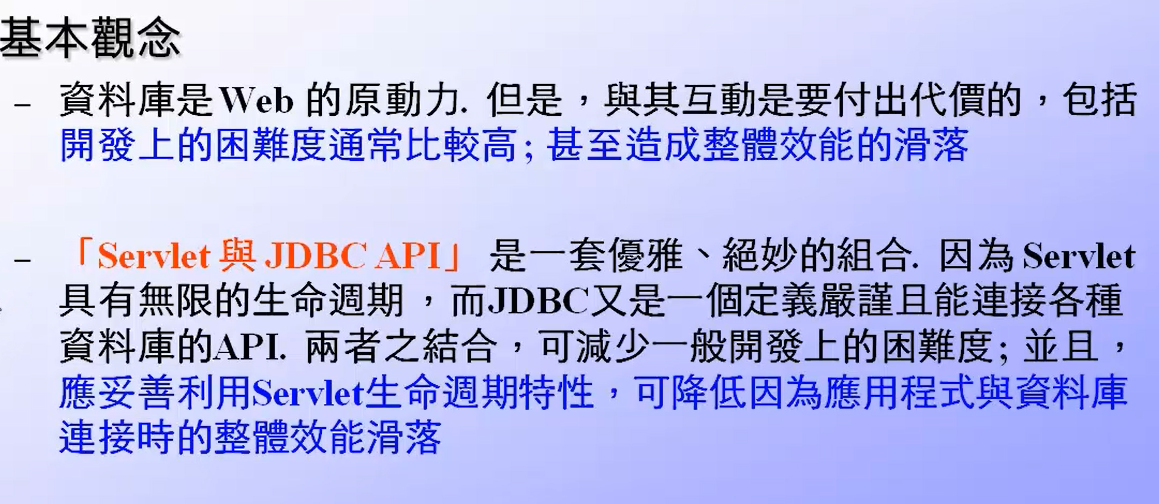 基本觀念
– 資料庫是Web 的原動力. 但是，與其互動是要付出代價的，包括
開發上的困難度通常比較高; 甚至造成整體效能的滑落
– 「Servlet 與 JDBC API」 是一套優雅、絕妙的組合. 因為 Servlet
具有無限的生命週期，而JDBC又是一個定義嚴謹且能連接各種
資料庫的API. 兩者之結合，可減少一般開發上的困難度; 並且，
應妥善利用Servlet生命週期特性，可降低因為應用程式與資料庫
連接時的整體效能滑落